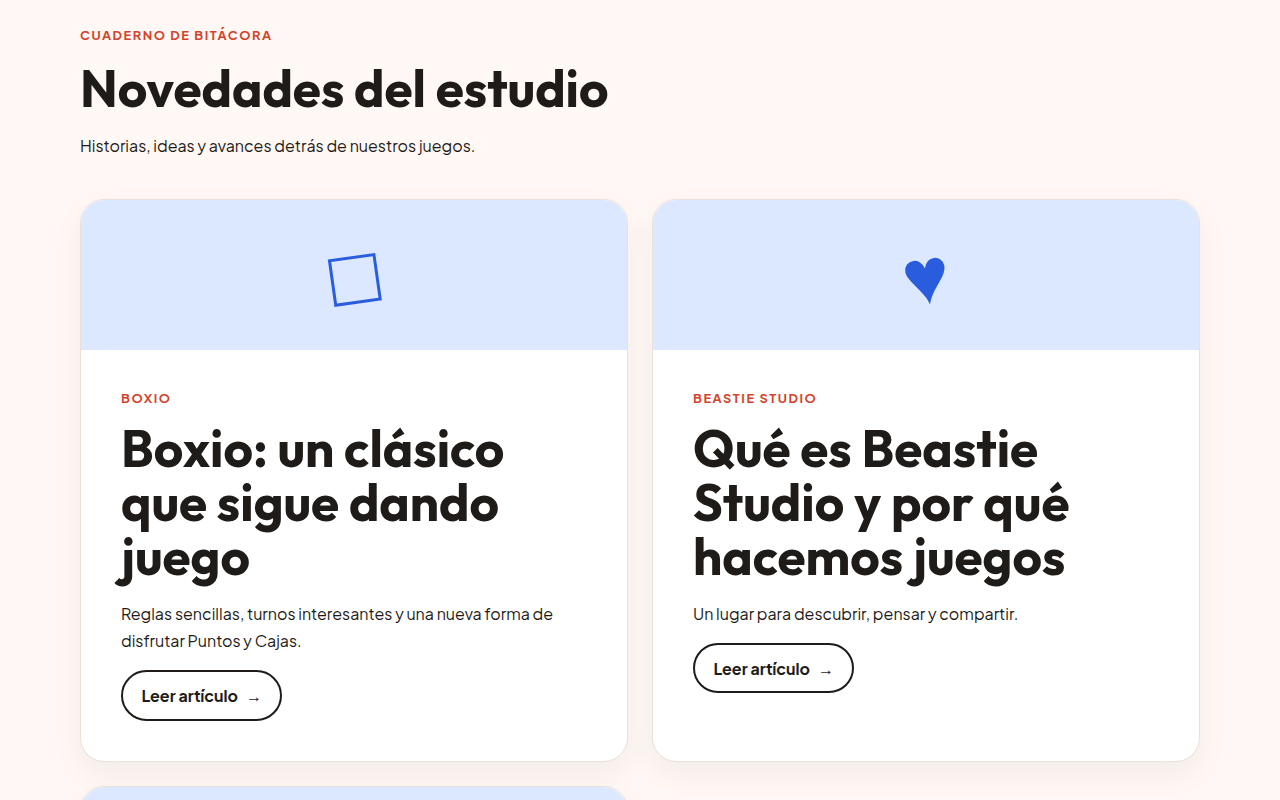 CUADERNO DE BITÁCORA
Novedades del estudio
Historias, ideas y avances detrás de nuestros juegos.
BOXIO
Boxio: un clásico
que sigue dando
juego
Reglas sencillas, turnos interesantes y una nueva forma de
disfrutar Puntos y Cajas.
Leer artículo →
BEASTIE STUDIO
Qué es Beastie
Studio y por qué
hacemos juegos
Un lugar para descubrir, pensar y compartir.
Leer artículo →